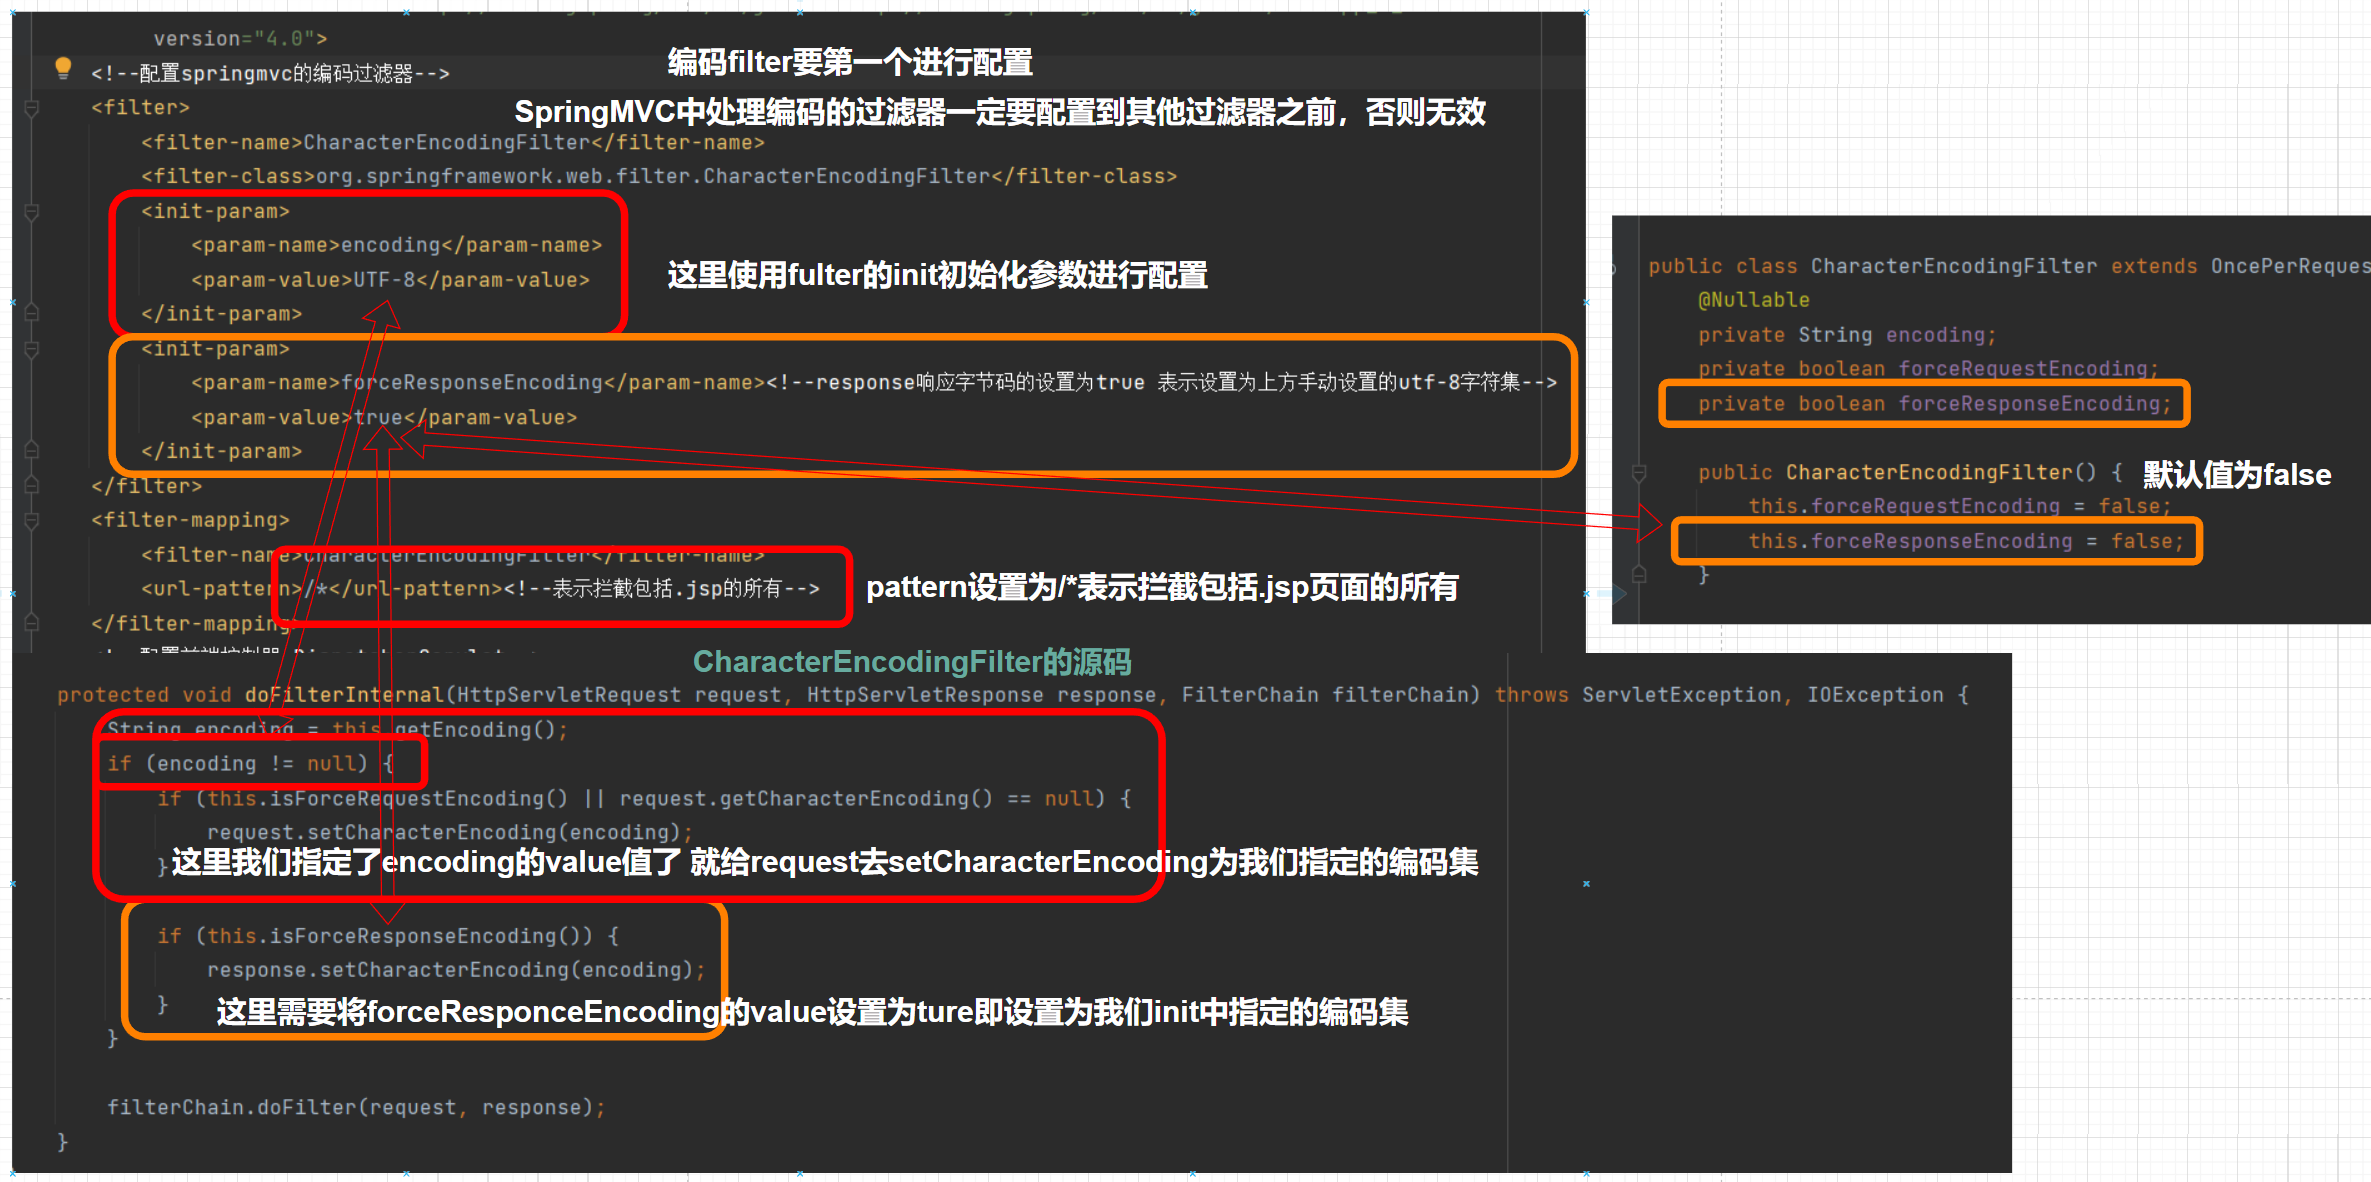 version="4.0">
<!--配置springmvc的编码过滤器-->
编码filter要第一个进行配置
<filter>
SpringMVC中处理编码的过滤器一定要配置到其他过滤器之前，否则无效
<filter-name>CharacterEncodingFilter</filter-name>
<filter-class>org.springframework.web.filter.CharacterEncodingFilter</filter-class>
<init-param>
<param-name>encoding</param-name>
<param-value>UTF-8</param-value>
这里使用fulter的init初始化参数进行配置
</init-param>
<init-param>
<param-name>forceResponseEncoding</param-name><!--response响应字节码的设置为true 表示设置为上方手动设置的utf-8字符集-->
<param-value>true</param-value>
</init-param>
</filter>
<filter-mapping>
<filter-name>CharacterEncodingFilter</filter-name>
<url-pattern>/*</url-pattern><!--表示拦截包括.jsp的所有-->
pattern设置为/*表示拦截包括.jsp页面的所有
</filter-mapping>
public class CharacterEncodingFilter extends OncePerReques
@Nullable
private String encoding;
private boolean forceRequestEncoding;
private boolean forceResponseEncoding;
public CharacterEncodingFilter() {
默认值为false
this.forceRequestEncoding = false;
this.forceResponseEncoding = false;
}
CharacterEncodingFilter的源码
protected void doFilterInternal(HttpServletRequest request, HttpServletResponse response, FilterChain filterChain) throws ServletException, IOException {
String encoding = this.getEncoding();
if (encoding != null) {
if (this.isForceRequestEncoding() || request.getCharacterEncoding() == null) {
request.setCharacterEncoding(encoding);
}
这里我们指定了encoding的value值了 就给request去setCharacterEncoding为我们指定的编码集
if (this.isForceResponseEncoding()) {
response.setCharacterEncoding(encoding);
}
这里需要将forceResponceEncoding的value设置为ture即设置为我们init中指定的编码集
}
filterChain.doFilter(request, response);
}